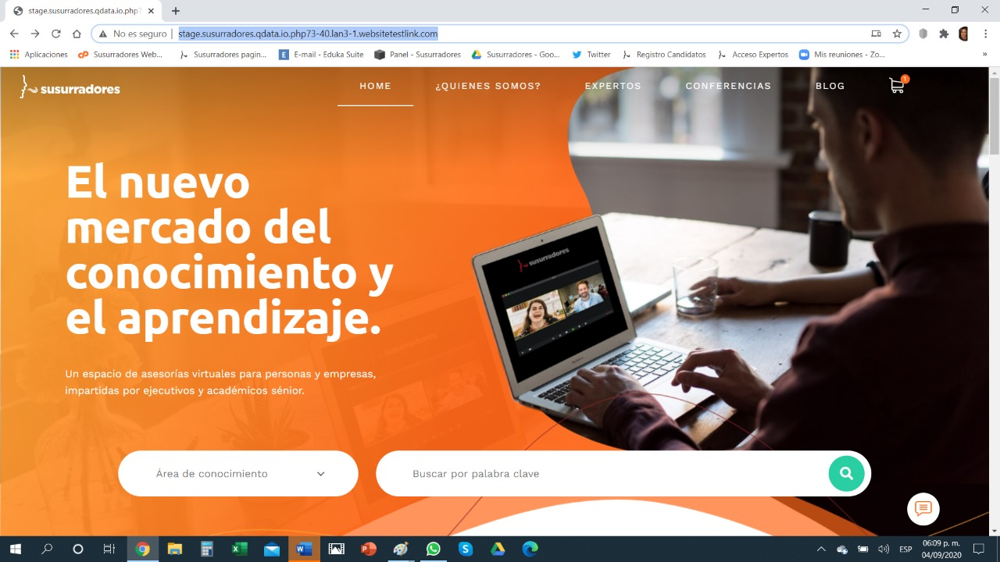 stage.susurradores.qdata.io.php7
No es seguro | stage.susurradores.qdata.io.php73-40.lan3-1.websitetestlink.com
Aplicaciones
Susurradores Web...
Susurradores pagin...
E-mail - Eduka Suite
Panel - Susurradores
Susurradores - Goo...
Twitter
Registro Candidatos
Acceso Expertos
Mis reuniones - Zo...
»
susurradores
HOME
¿QUIENES SOMOS?
EXPERTOS
CONFERENCIAS
BLOG
1
El nuevo
mercado del
conocimiento y
el aprendizaje.
susurradores
Un espacio de asesorías virtuales para personas y empresas,
impartidas por ejecutivos y académicos sénior.
Área de conocimiento
Buscar por palabra clave
ESP
06:09 p. m.
04/09/2020